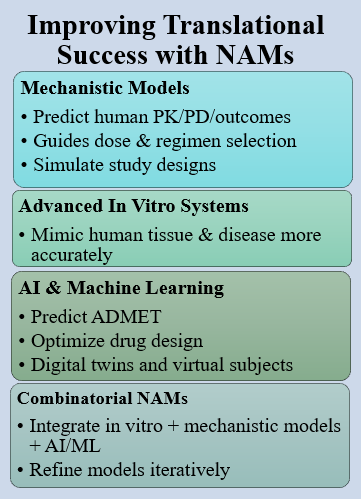 Improving Translational
Success with NAMs
Mechanistic Models
• Predict human PK/PD/outcomes
• Guides dose & regimen selection
• Simulate study designs
Advanced In Vitro Systems
• Mimic human tissue & disease more
accurately
AI & Machine Learning
• Predict ADMET
• Optimize drug design
• Digital twins and virtual subjects
Combinatorial NAMs
• Integrate in vitro + mechanistic models
+ AI/ML
• Refine models iteratively